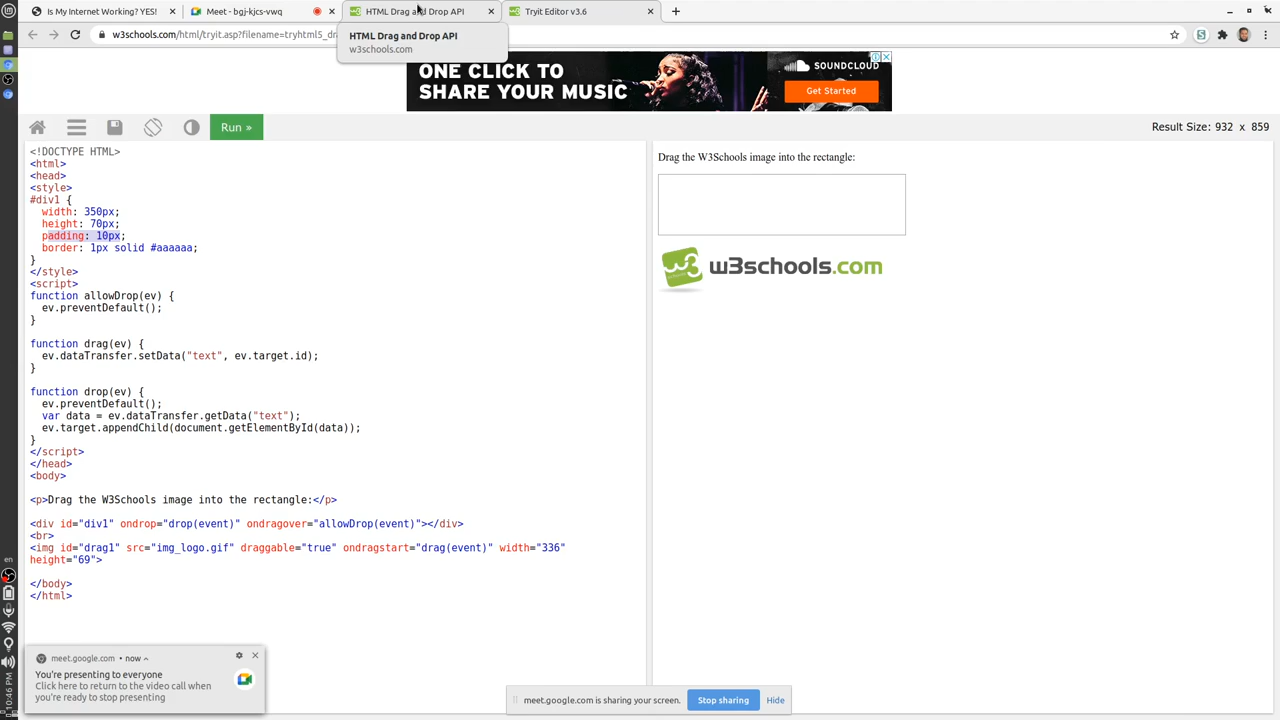 Is My Internet Working? YES!
Meet - bgj-kjcs-vwq
HTML Drag and Drop API
Tryit Editor v3.6
w3schools.com/html/tryit.asp?filename=tryhtml5_dra
HTML Drag and Drop API
w3schools.com
ONE CLICK TO
SHARE YOUR MUSIC
SOUNDCLOUD
Get Started
Run »
Result Size: 932 x 859
<!DOCTYPE HTML>
<html>
<head>
<style>
#div1 {
  width: 350px;
  height: 70px;
  padding: 10px;
  border: 1px solid #aaaaaa;
}
</style>
<script>
function allowDrop(ev) {
  ev.preventDefault();
}
function drag(ev) {
  ev.dataTransfer.setData("text", ev.target.id);
}
function drop(ev) {
  ev.preventDefault();
  var data = ev.dataTransfer.getData("text");
  ev.target.appendChild(document.getElementById(data));
}
</script>
</head>
<body>
<p>Drag the W3Schools image into the rectangle:</p>
<div id="div1" ondrop="drop(event)" ondragover="allowDrop(event)"></div>
<br>
<img id="drag1" src="img_logo.gif" draggable="true" ondragstart="drag(event)" width="336"
height="69">
</body>
</html>
Drag the W3Schools image into the rectangle:
w3schools.com
en
10:46 PM
meet.google.com • now
You're presenting to everyone
Click here to return to the video call when
you're ready to stop presenting
meet.google.com is sharing your screen.
Stop sharing
Hide